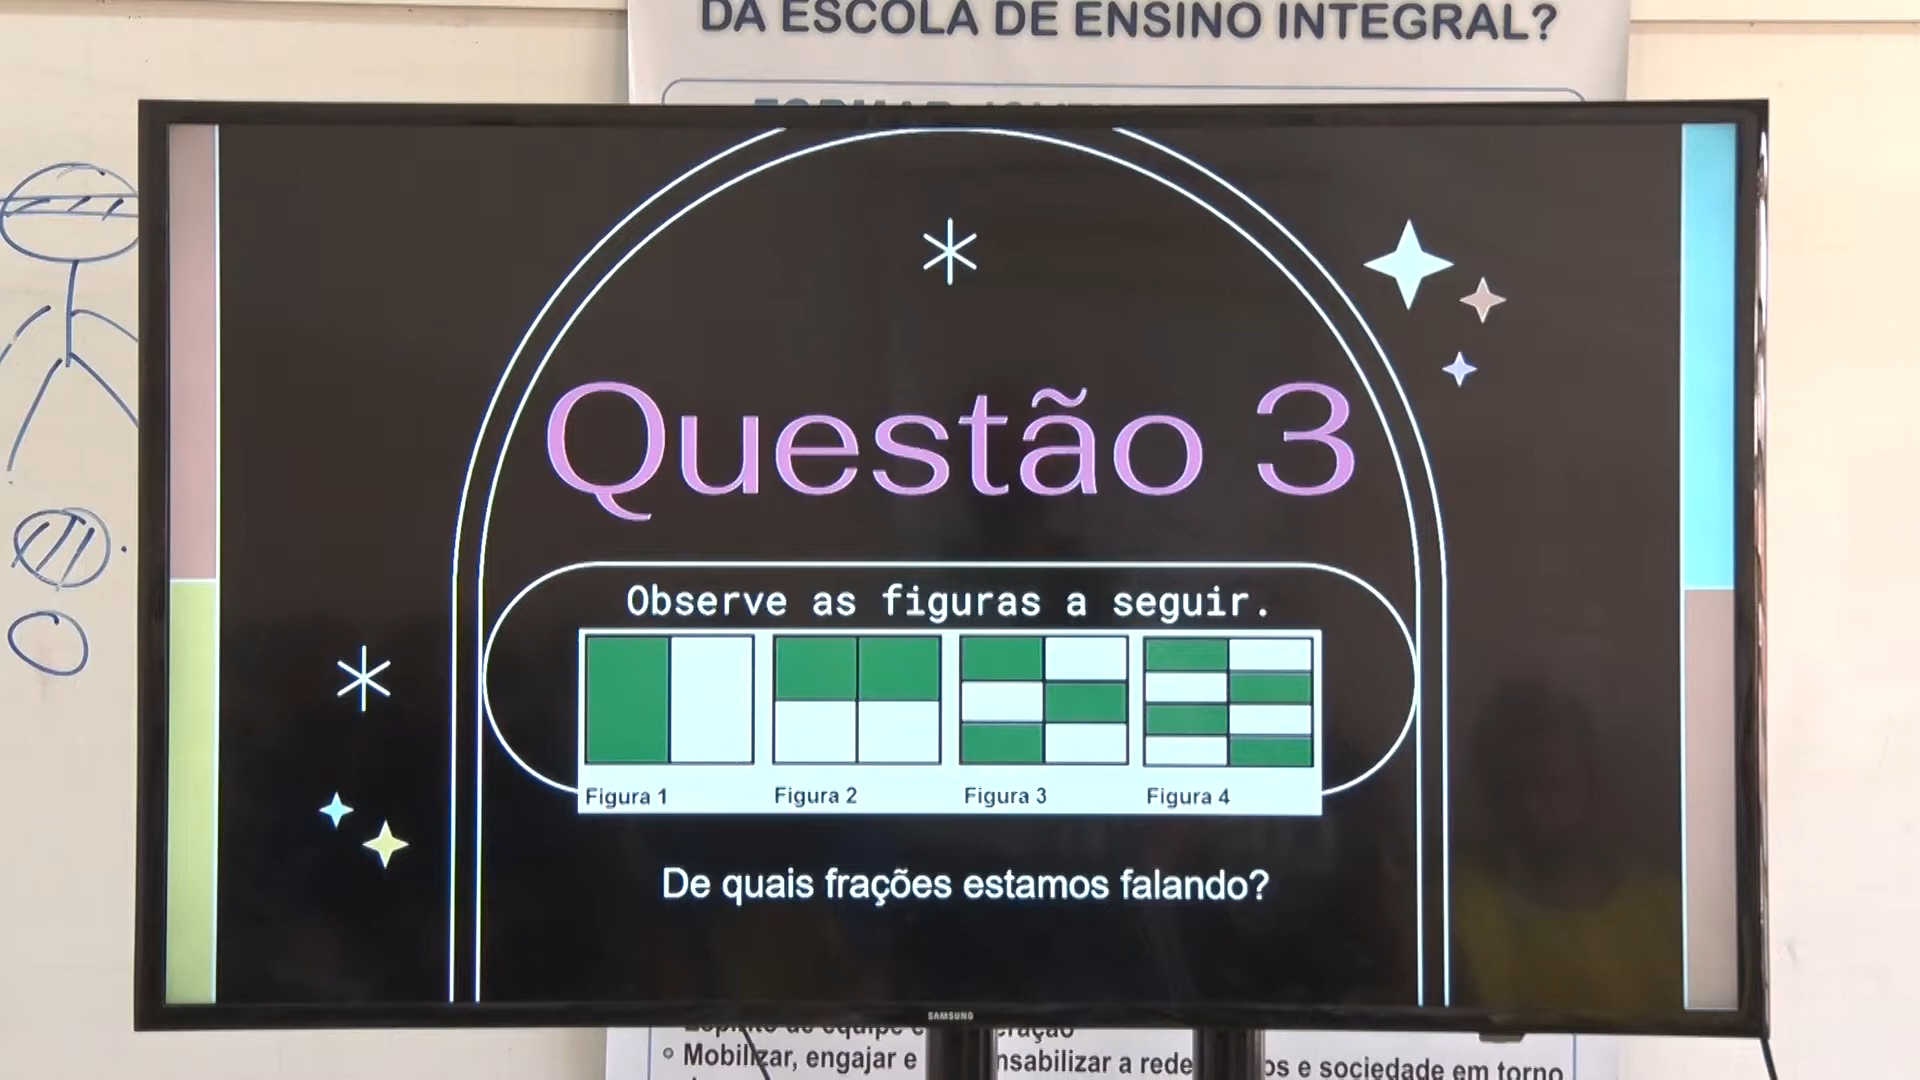 DA ESCOLA DE ENSINO INTEGRAL?
Questão 3
Observe as figuras a seguir.
Figura 1
Figura 2
Figura 3
Figura 4
De quais frações estamos falando?
SAMSUNG
Mobilizar, engajar e
a rede
e sociedade em torno